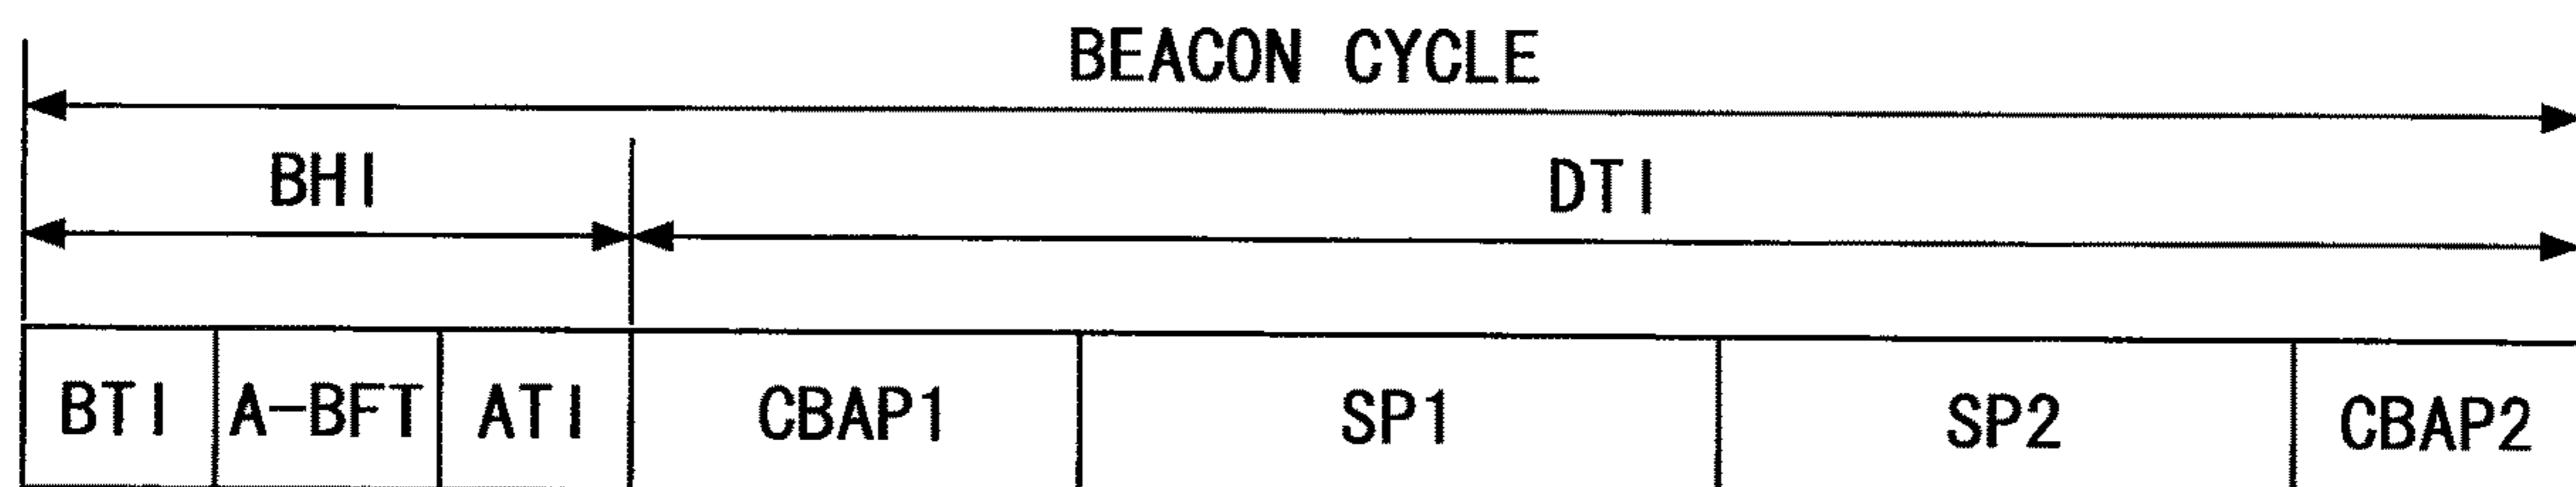 BEACON CYCLE
BHI DTI
BTI A-BFT ATI CBAP1 SP1 SP2 CBAP2